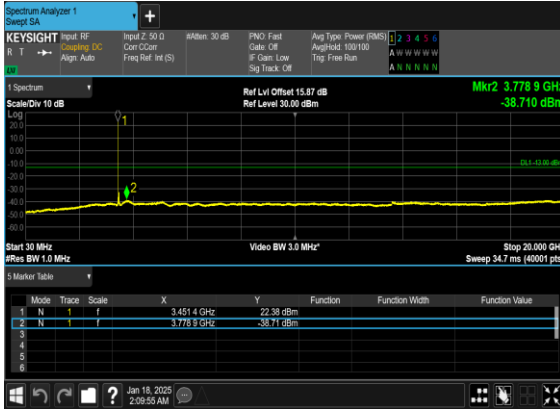 Spectrum Analyzer 1
Swept SA
+
KEYSIGHT Input: RF Input Z: 50 Ω #Atten: 30 dB PNO: Fast Avg Type: Power (RMS) 1 2 3 4 5 6
R T Coupling: DC Corr CCorr Gate: Off Avg|Hold: 100/100 A W W W W W
Align: Auto Freq Ref: Int (S) IF Gain: Low Trig: Free Run
Sig Track: Off A N N N N N
1 Spectrum
Scale/Div 10 dB
Ref Lvl Offset 15.87 dB
Ref Level 30.00 dBm
Mkr2 3.778 9 GHz
-38.710 dBm
Log
20.0
10.0
0.00
-10.0
-20.0
-30.0
-40.0
-50.0
-60.0
1
2
DL1 -13.00 dBm
Start 30 MHz Video BW 3.0 MHz* Stop 20.000 GHz
#Res BW 1.0 MHz Sweep 34.7 ms (40001 pts)
5 Marker Table
Mode Trace Scale X Y Function Function Width Function Value
1 N 1 f 3.451 4 GHz 22.38 dBm
2 N 1 f 3.778 9 GHz -38.71 dBm
3
4
5
6
?
Jan 18, 2025
2:09:55 AM